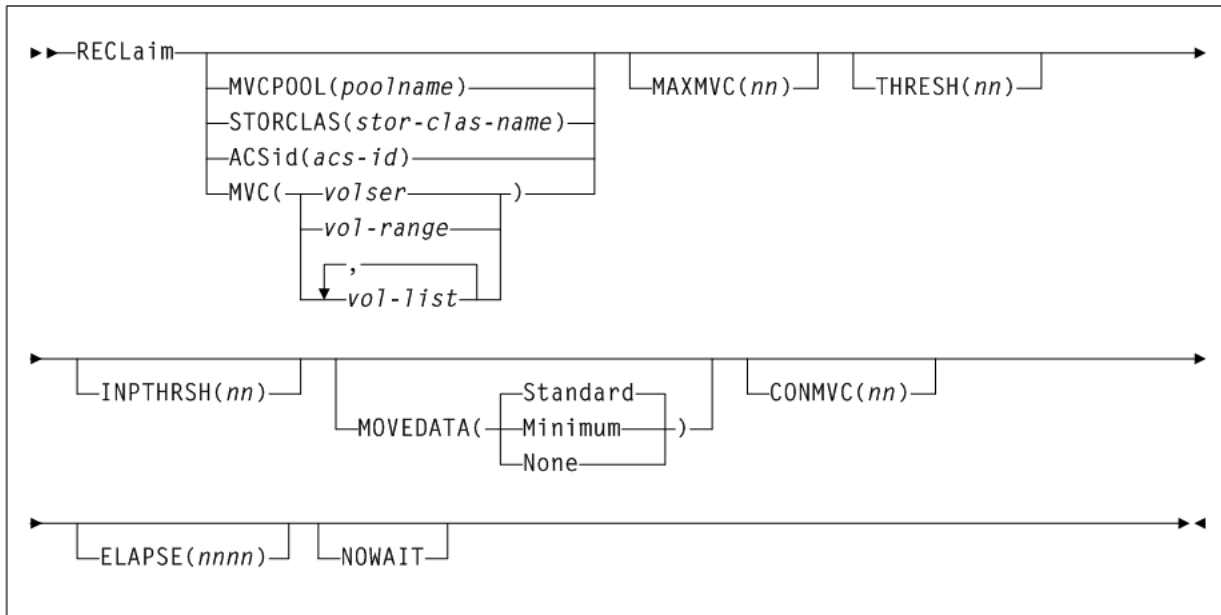 RECLaim
MVCPOOL(poolname)
STORCLAS(stor-clas-name)
ACSid(acs-id)
MVC( volser )
vol-range
,
vol-list
MAXMVC(nn)
THRESH(nn)
INPTHRSH(nn)
MOVEDATA( Standard
Minimum )
None
CONMVC(nn)
ELAPSE(nnnn)
NOWAIT